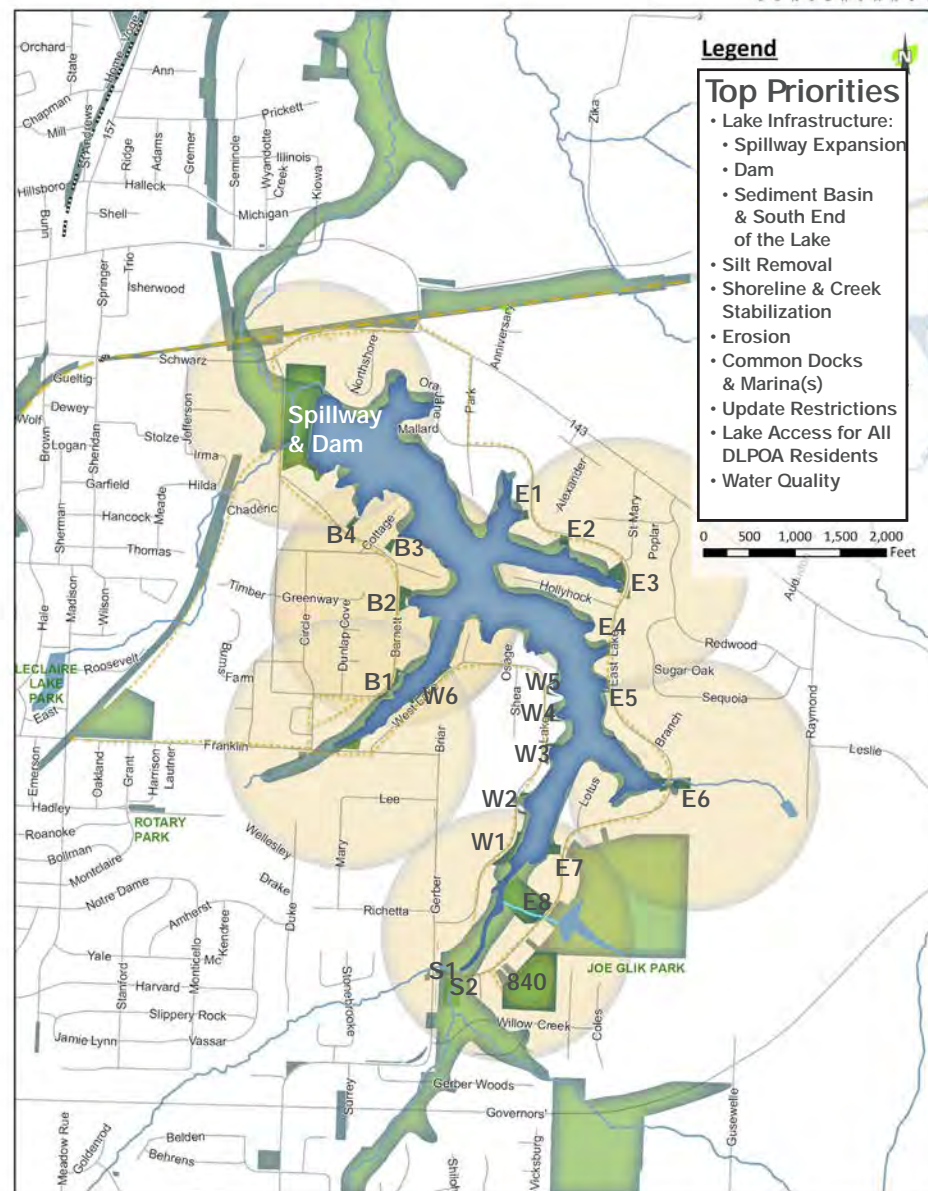 Legend
N
Top Priorities
• Lake Infrastructure:
• Spillway Expansion
• Dam
• Sediment Basin
& South End
of the Lake
• Silt Removal
• Shoreline & Creek
Stabilization
• Erosion
• Common Docks
& Marina(s)
• Update Restrictions
• Lake Access for All
DLPOA Residents
• Water Quality
0 500 1,000 1,500 2,000
Feet
Orchard
State
Home
157
St Andrews
Ann
Chapman
Mill
Prickett
Zika
Ridge
Adams
Gremer
Seminole
Wyandotte
Creek
Illinois
Kiowa
Hillsboro
Halleck
Bunn
Shell
Michigan
Springer
Trio
Isherwood
Schwarz
Northshore
Anniversary
Gueltig
Ora
Jane
Park
Wolf
Dewey
Jefferson
Spillway
& Dam
Mallard
143
Brown
Logan
Sheridan
Stolze
Irma
Garfield
Hilda
Alexander
Meade
Chaderic
E1
St Mary
Sherman
Hancock
B4
Cottage
B3
E2
Poplar
Thomas
Hale
Madison
Wilson
Timber
Greenway
B2
Hollyhock
E3
Circle
Dunlap Cove
Barnett
E4
Redwood
LECLAIRE
LAKE
PARK
Roosevelt
Burns
Farm
B1
W6
Osage
Shea
W5
East Lake
E5
Sugar Oak
Sequoia
Raymond
East
W4
Lake
Branch
Franklin
Briar
W3
Leslie
Emerson
Oakland
Grant
Harrison
Lautner
Hadley
Lee
W2
Lotus
E6
Roanoke
ROTARY
PARK
Bollman
Montclaire
Wellesley
Mary
W1
E7
Notre Dame
Drake
Gerber
Amherst
Kendree
Duke
Richetta
E8
Yale
Mc
Stanford
Monticello
Harvard
Stonebrooke
S1
S2
840
JOE GLIK PARK
Slippery Rock
Willow Creek
Coles
Jamie Lynn
Vassar
Surrey
Gerber Woods
Governors'
Gusewelle
Meadow Rue
Goldenrod
Belden
Behrens
Vicksburg